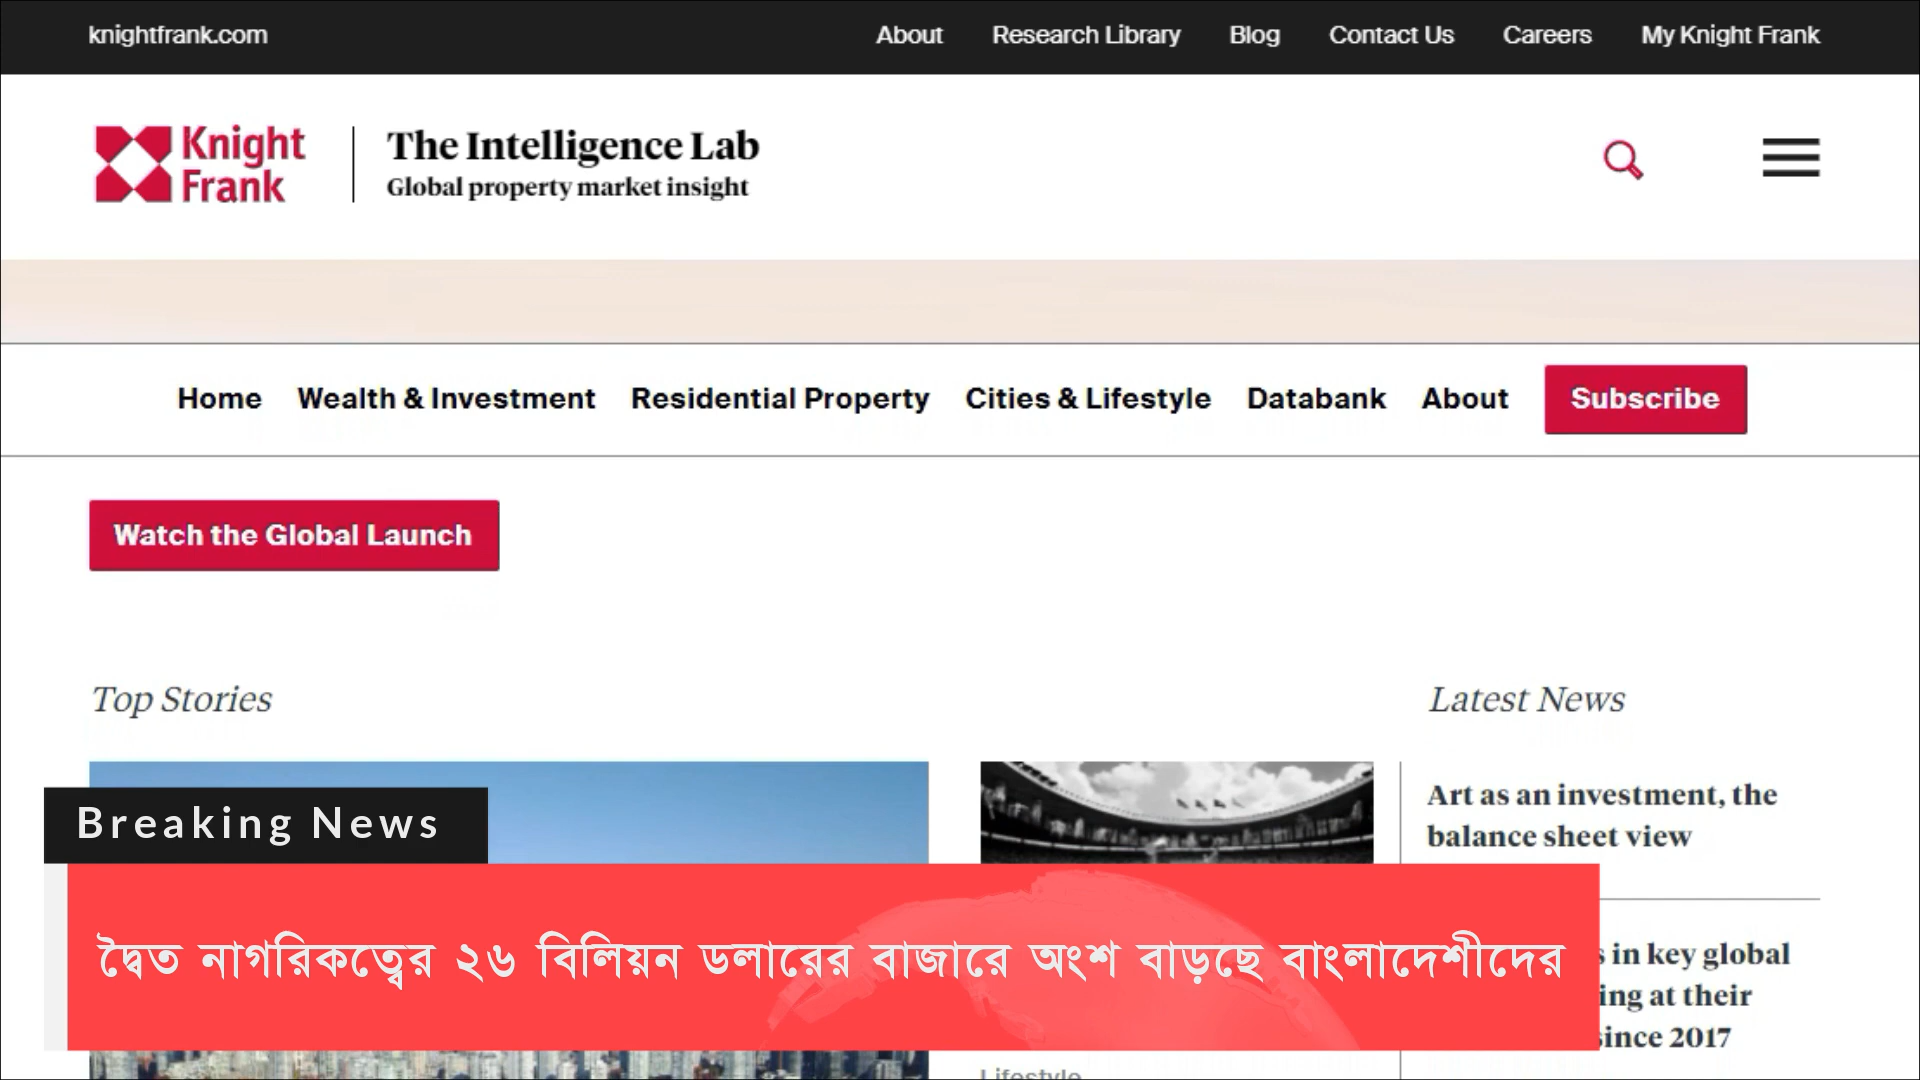 knightfrank.com About Research Library Blog Contact Us Careers My Knight Frank
Knight
Frank
The Intelligence Lab
Global property market insight
Home Wealth & Investment Residential Property Cities & Lifestyle Databank About Subscribe
Watch the Global Launch
Top Stories
Latest News
Art as an investment, the
balance sheet view
in key global
at their
since 2017
Lifestyle
Breaking News
দ্বৈত নাগরিকত্বের ২৬ বিলিয়ন ডলারের বাজারে অংশ বাড়ছে বাংলাদেশীদের